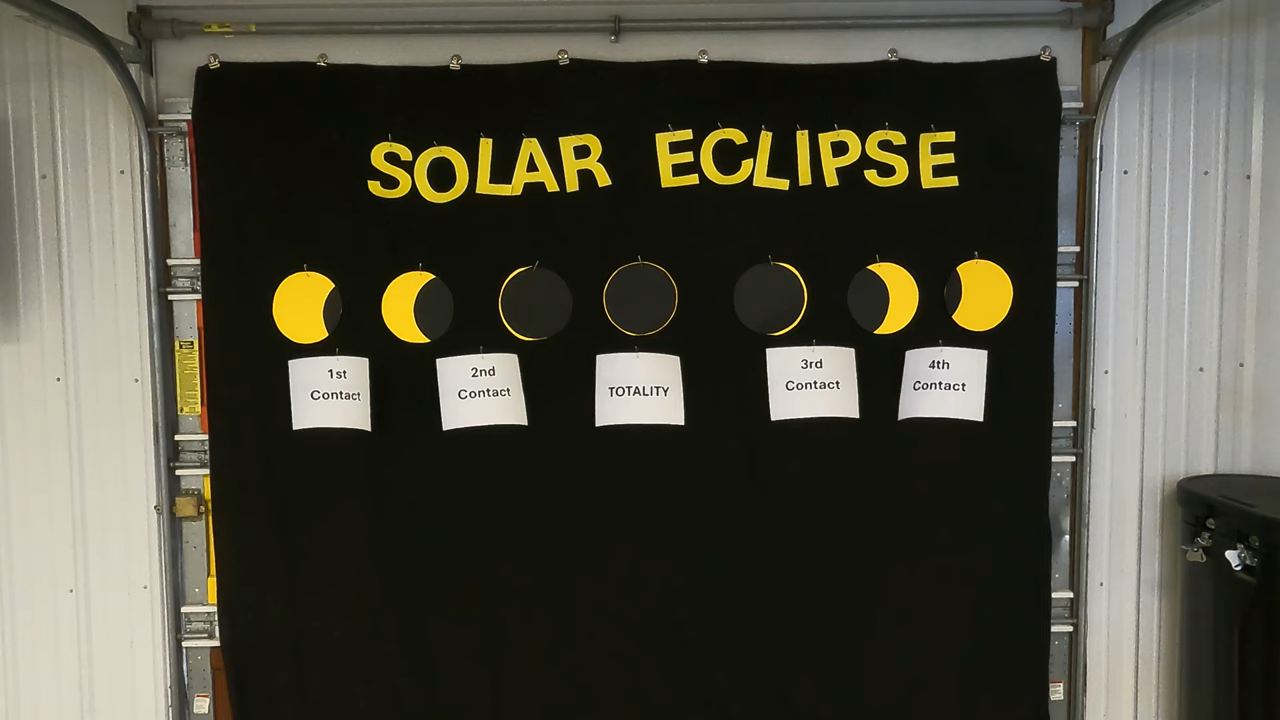 SOLAR ECLIPSE
1st
Contact
2nd
Contact
TOTALITY
3rd
Contact
4th
Contact